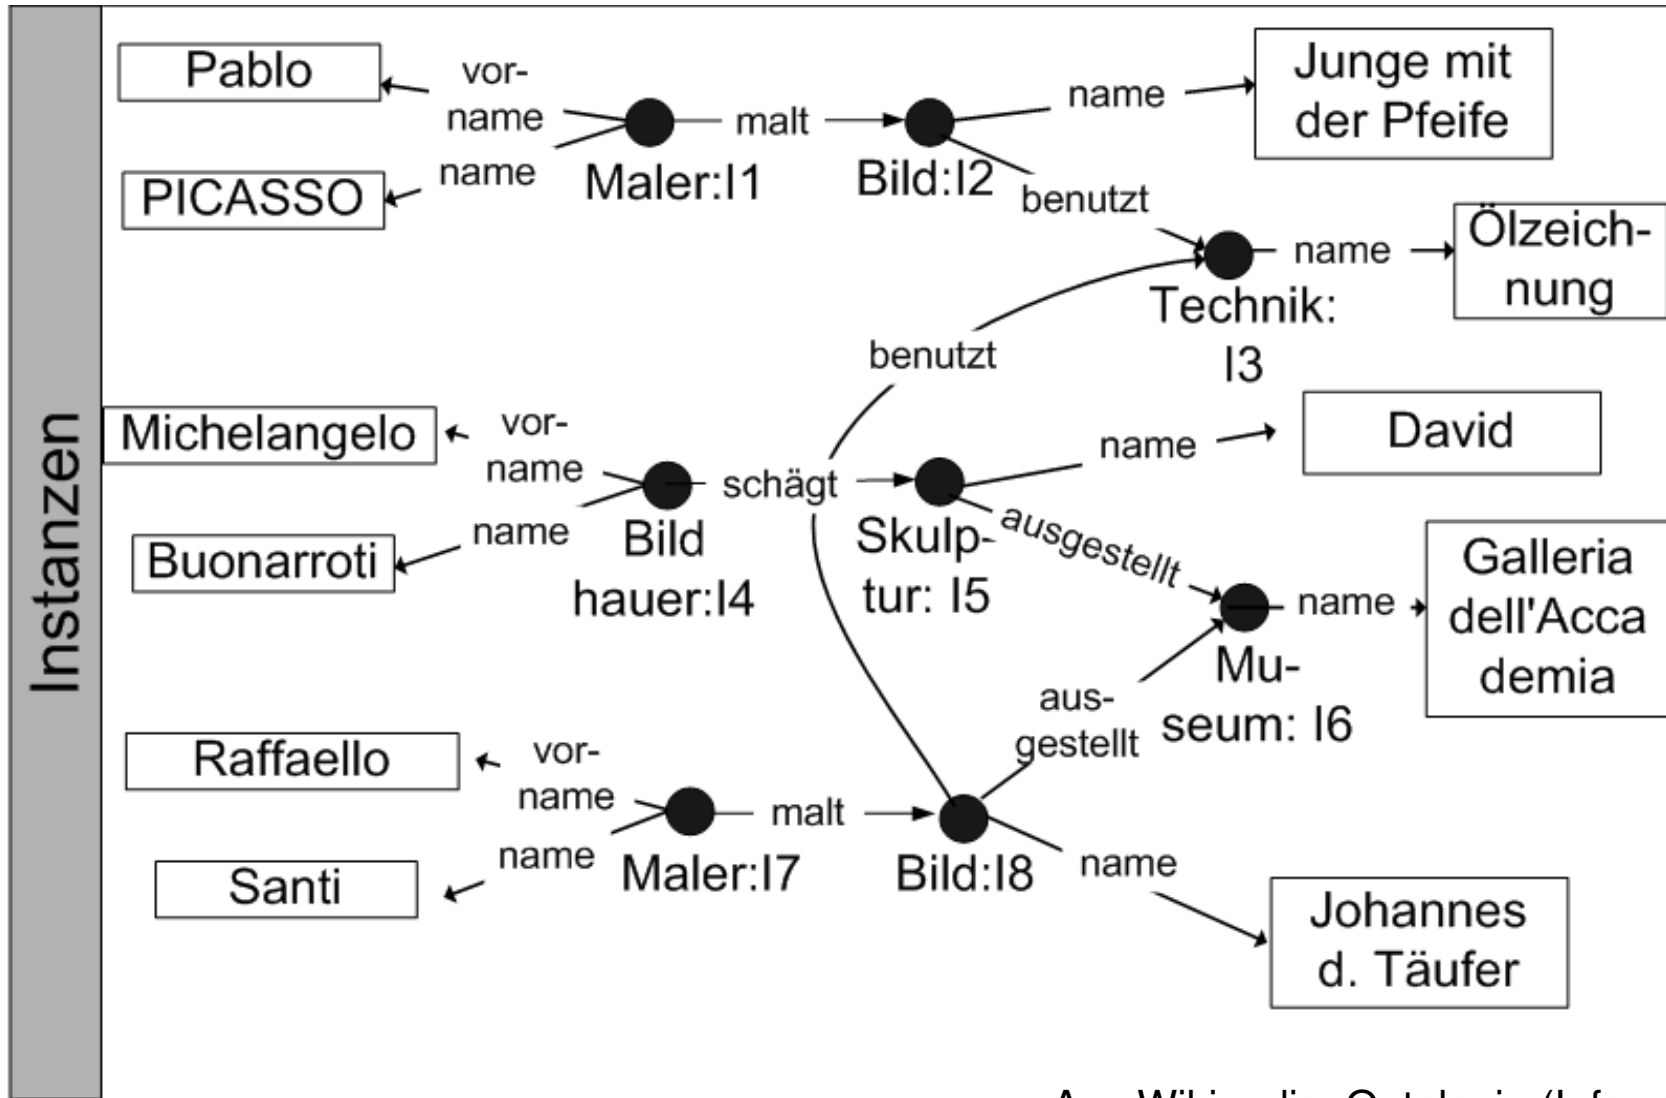 Instanzen
Pablo
vor-
name
PICASSO
name
Maler:I1
malt
Bild:I2
name
Junge mit
der Pfeife
benutzt
Technik:
I3
name
Ölzeich-
nung
benutzt
Michelangelo
vor-
name
Buonarroti
name
Bild
hauer:I4
schägt
Skulp-
tur: I5
name
David
ausgestellt
Mu-
seum: I6
name
Galleria
dell'Acca
demia
aus-
gestellt
Raffaello
vor-
name
Santi
name
Maler:I7
malt
Bild:I8
name
Johannes
d. Täufer